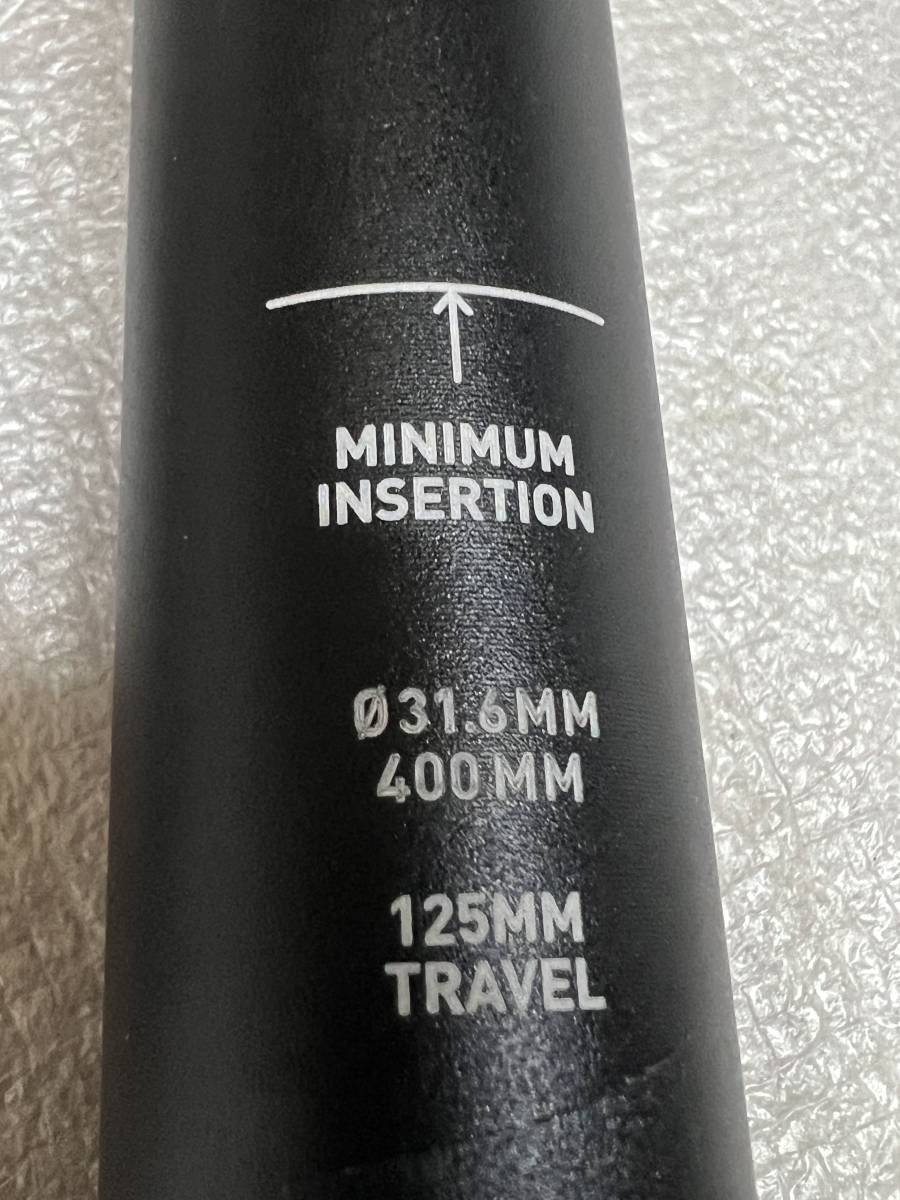 MINIMUM
INSERTION
Ø31.6MM
400MM
125MM
TRAVEL